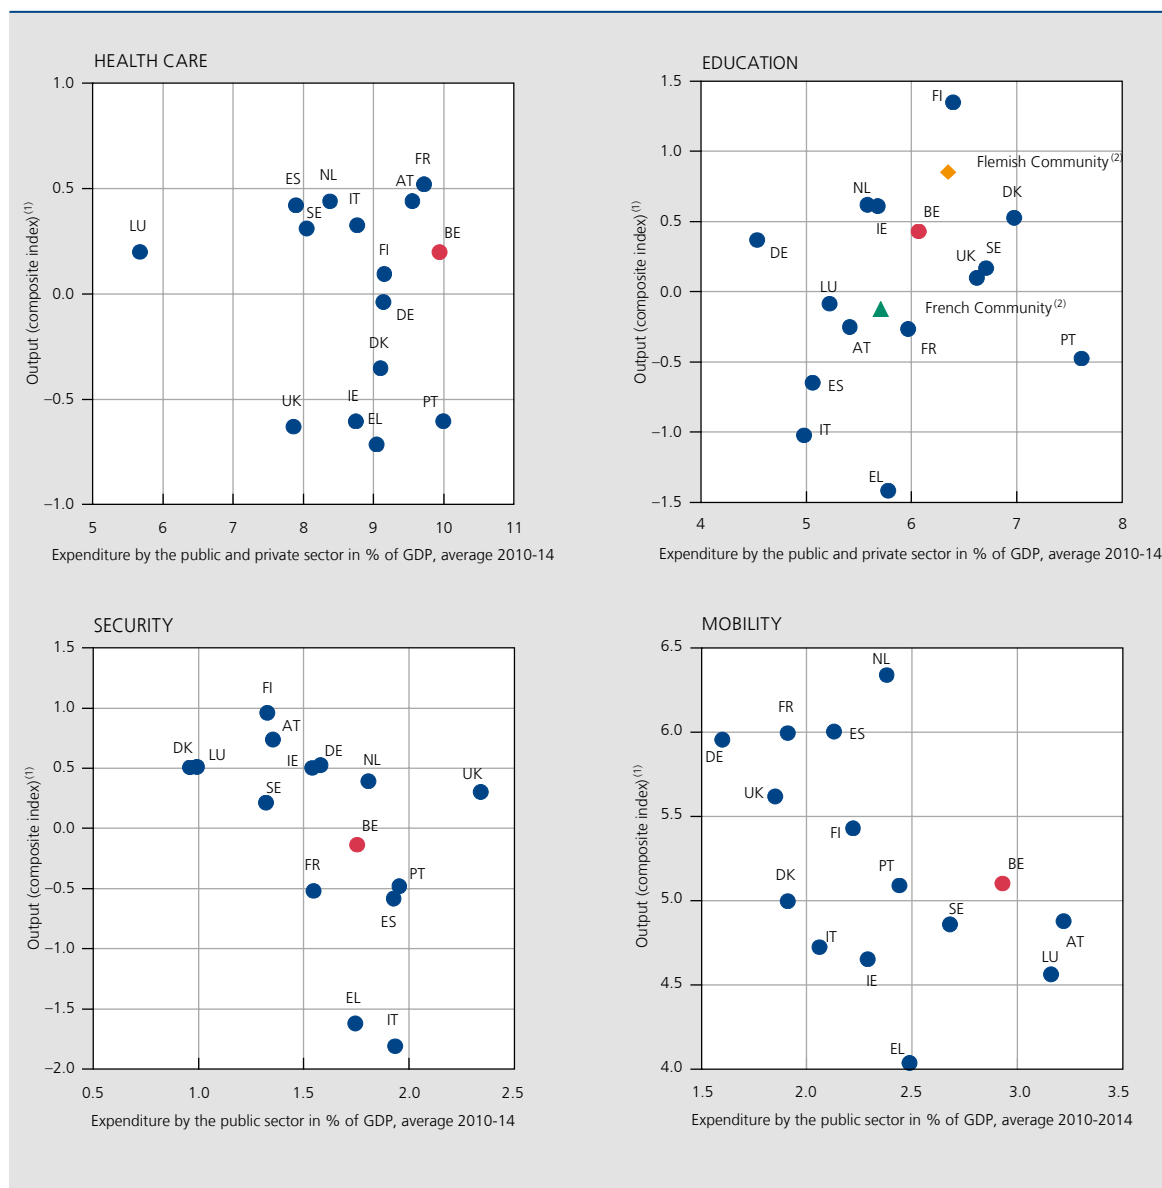 HEALTH CARE
1.0
0.5
0.0
−0.5
−1.0
Output (composite index)(1)
LU
ES
SE
NL
IT
FR
AT
BE
FI
DE
DK
UK
IE
EL
PT
5 6 7 8 9 10 11
Expenditure by the public and private sector in % of GDP, average 2010-14
EDUCATION
1.5
1.0
0.5
0.0
−0.5
−1.0
−1.5
Output (composite index)(1)
FI
Flemish Community(2)
NL
IE
BE
DK
DE
UK
SE
LU
French Community(2)
AT
FR
PT
ES
IT
EL
4 5 6 7 8
Expenditure by the public and private sector in % of GDP, average 2010-14
SECURITY
1.5
1.0
0.5
0.0
−0.5
−1.0
−1.5
−2.0
Output (composite index)(1)
FI
AT
DK
LU
IE
DE
NL
UK
SE
BE
FR
PT
ES
EL
IT
0.5 1.0 1.5 2.0 2.5
Expenditure by the public sector in % of GDP, average 2010-14
MOBILITY
6.5
6.0
5.5
5.0
4.5
4.0
Output (composite index)(1)
NL
FR
ES
DE
UK
FI
PT
BE
DK
SE
IT
AT
IE
LU
EL
1.5 2.0 2.5 3.0 3.5
Expenditure by the public sector in % of GDP, average 2010-2014